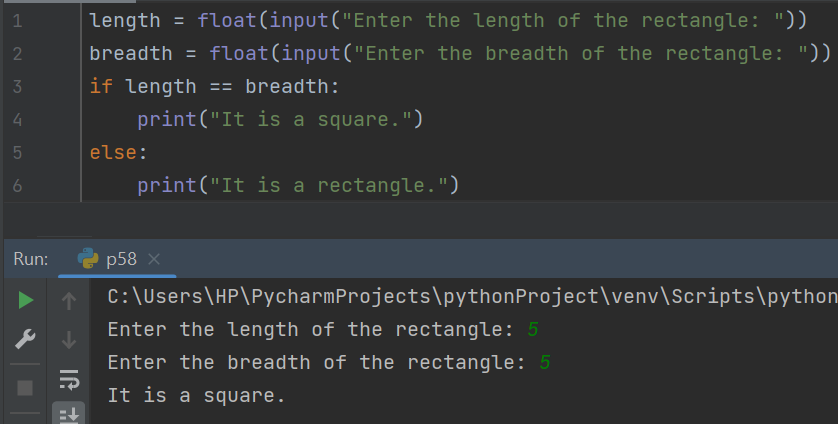 1 length = float(input("Enter the length of the rectangle: "))
2 breadth = float(input("Enter the breadth of the rectangle: "))
3 if length == breadth:
4     print("It is a square.")
5 else:
6     print("It is a rectangle.")
Run: p58
C:\Users\HP\PycharmProjects\pythonProject\venv\Scripts\python
Enter the length of the rectangle: 5
Enter the breadth of the rectangle: 5
It is a square.